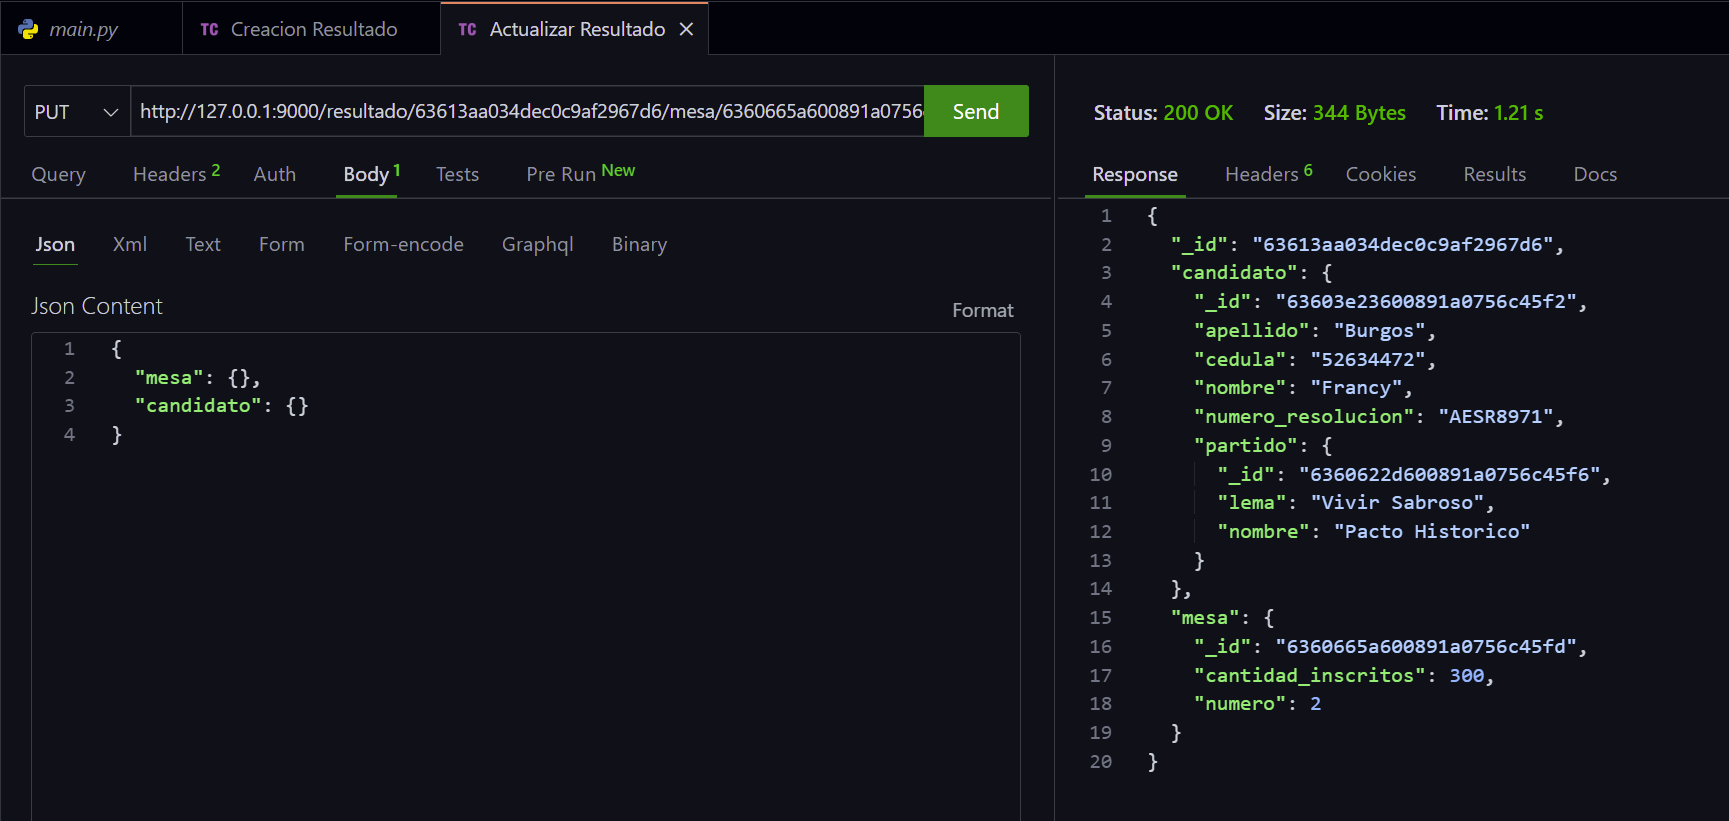 main.py
TC Creacion Resultado
TC Actualizar Resultado
PUT
http://127.0.0.1:9000/resultado/63613aa034dec0c9af2967d6/mesa/6360665a600891a0756
Send
Query
Headers 2
Auth
Body 1
Tests
Pre Run New
Json
Xml
Text
Form
Form-encode
Graphql
Binary
Json Content
Format
1 {
2 "mesa": {},
3 "candidato": {}
4 }
Status: 200 OK
Size: 344 Bytes
Time: 1.21 s
Response
Headers 6
Cookies
Results
Docs
1 {
2 "_id": "63613aa034dec0c9af2967d6",
3 "candidato": {
4 "_id": "63603e23600891a0756c45f2",
5 "apellido": "Burgos",
6 "cedula": "52634472",
7 "nombre": "Francy",
8 "numero_resolucion": "AESR8971",
9 "partido": {
10 "_id": "6360622d600891a0756c45f6",
11 "lema": "Vivir Sabroso",
12 "nombre": "Pacto Historico"
13 }
14 },
15 "mesa": {
16 "_id": "6360665a600891a0756c45fd",
17 "cantidad_inscritos": 300,
18 "numero": 2
19 }
20 }